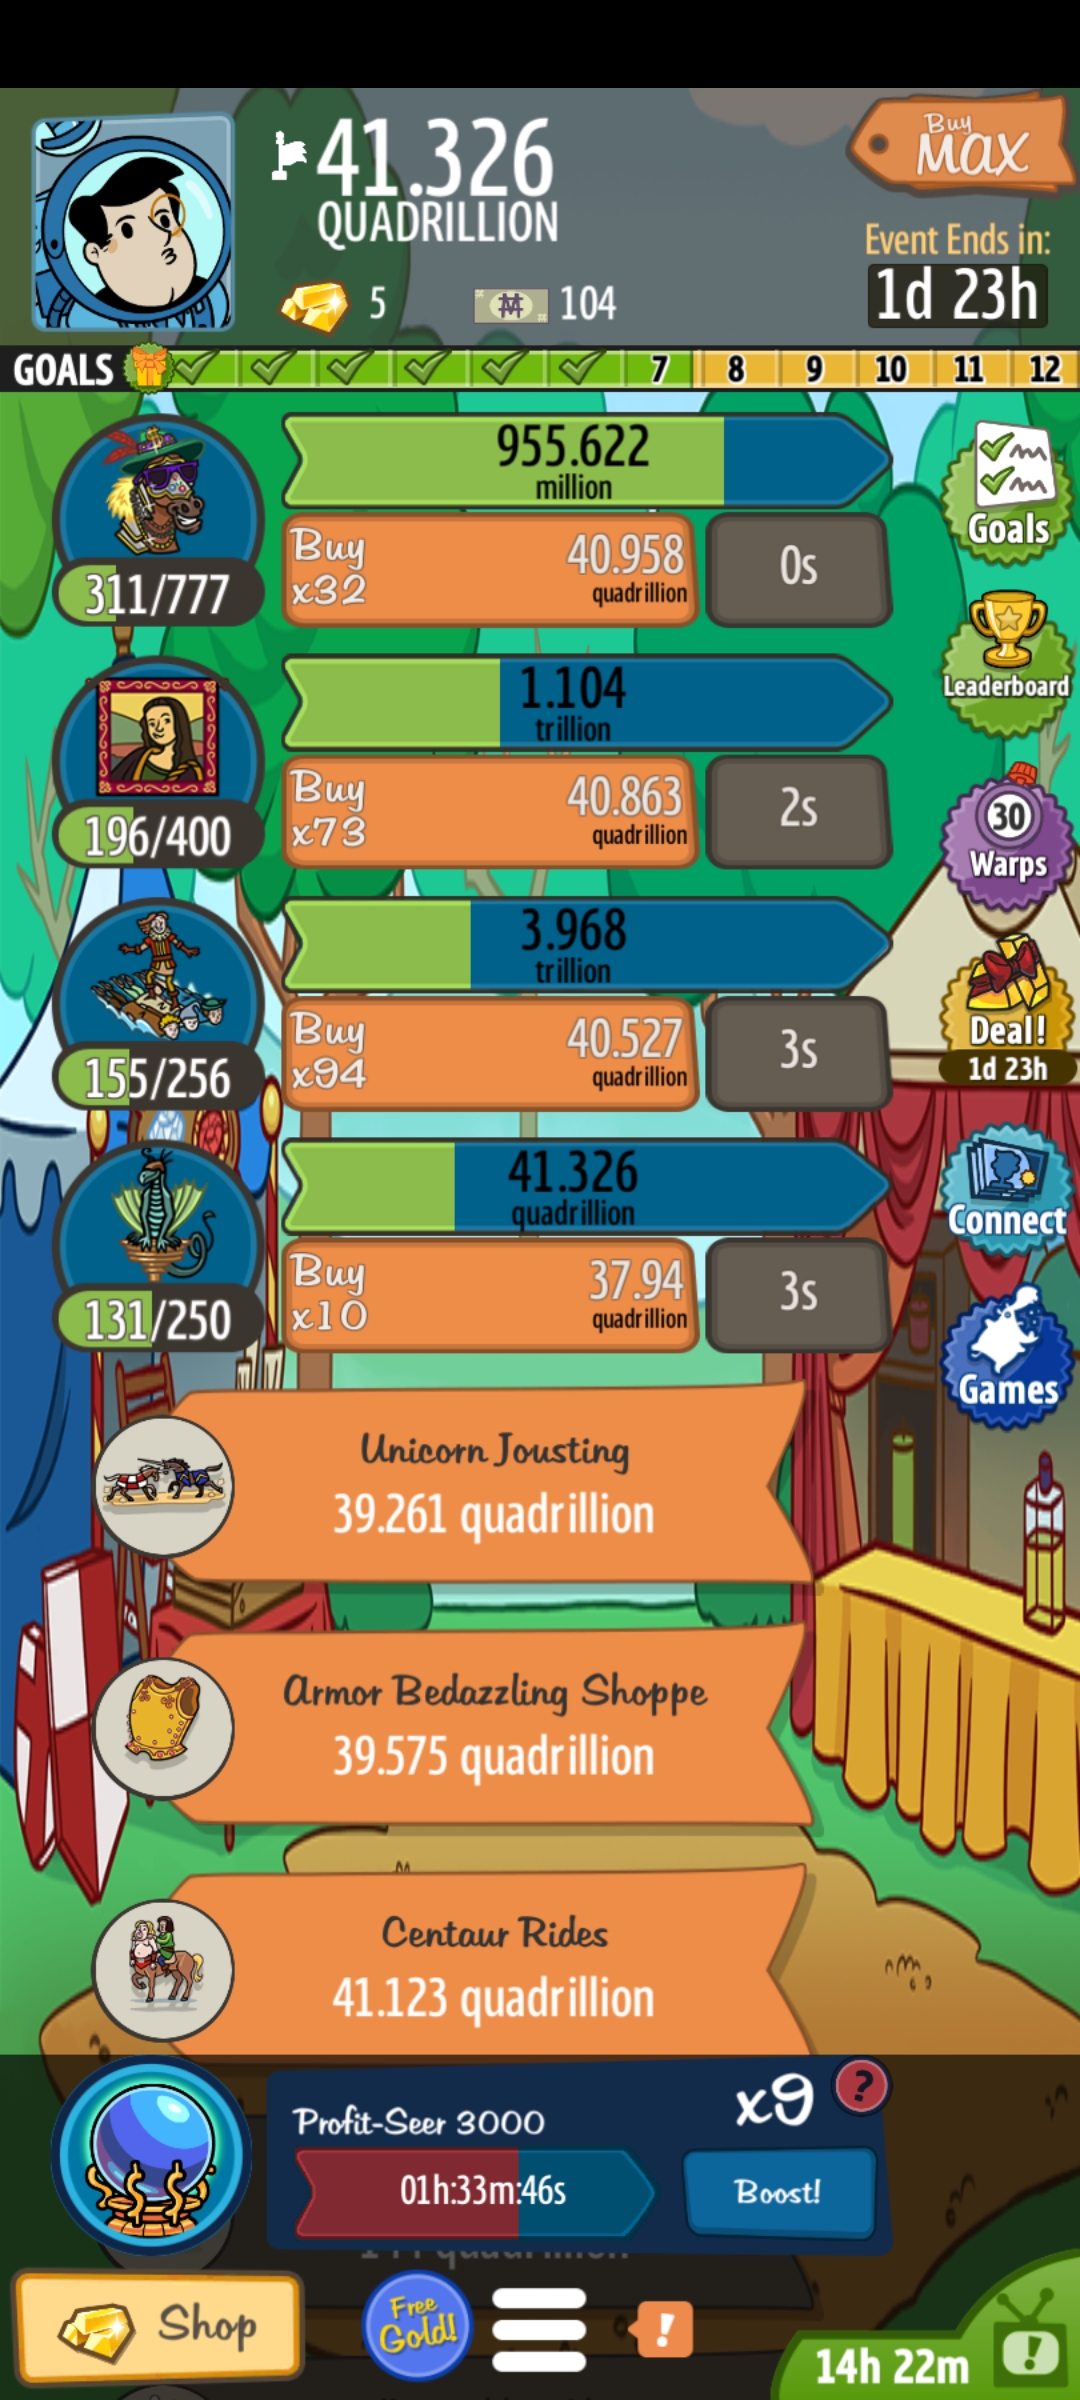 41.326
QUADRILLION
Buy
MAX
Event Ends in:
1d 23h
5
104
GOALS
7 8 9 10 11 12
955.622
million
311/777
Buy
x32
40.958
quadrillion
0s
Goals
1.104
trillion
196/400
Buy
x73
40.863
quadrillion
2s
Leaderboard
30
Warps
3.968
trillion
155/256
Buy
x94
40.527
quadrillion
3s
Deal!
1d 23h
41.326
quadrillion
131/250
Buy
x10
37.94
quadrillion
3s
Connect
Games
Unicorn Jousting
39.261 quadrillion
Armor Bedazzling Shoppe
39.575 quadrillion
Centaur Rides
41.123 quadrillion
Profit-Seer 3000
x9
?
01h:33m:46s
Boost!
Shop
Free
Gold!
!
14h 22m
!